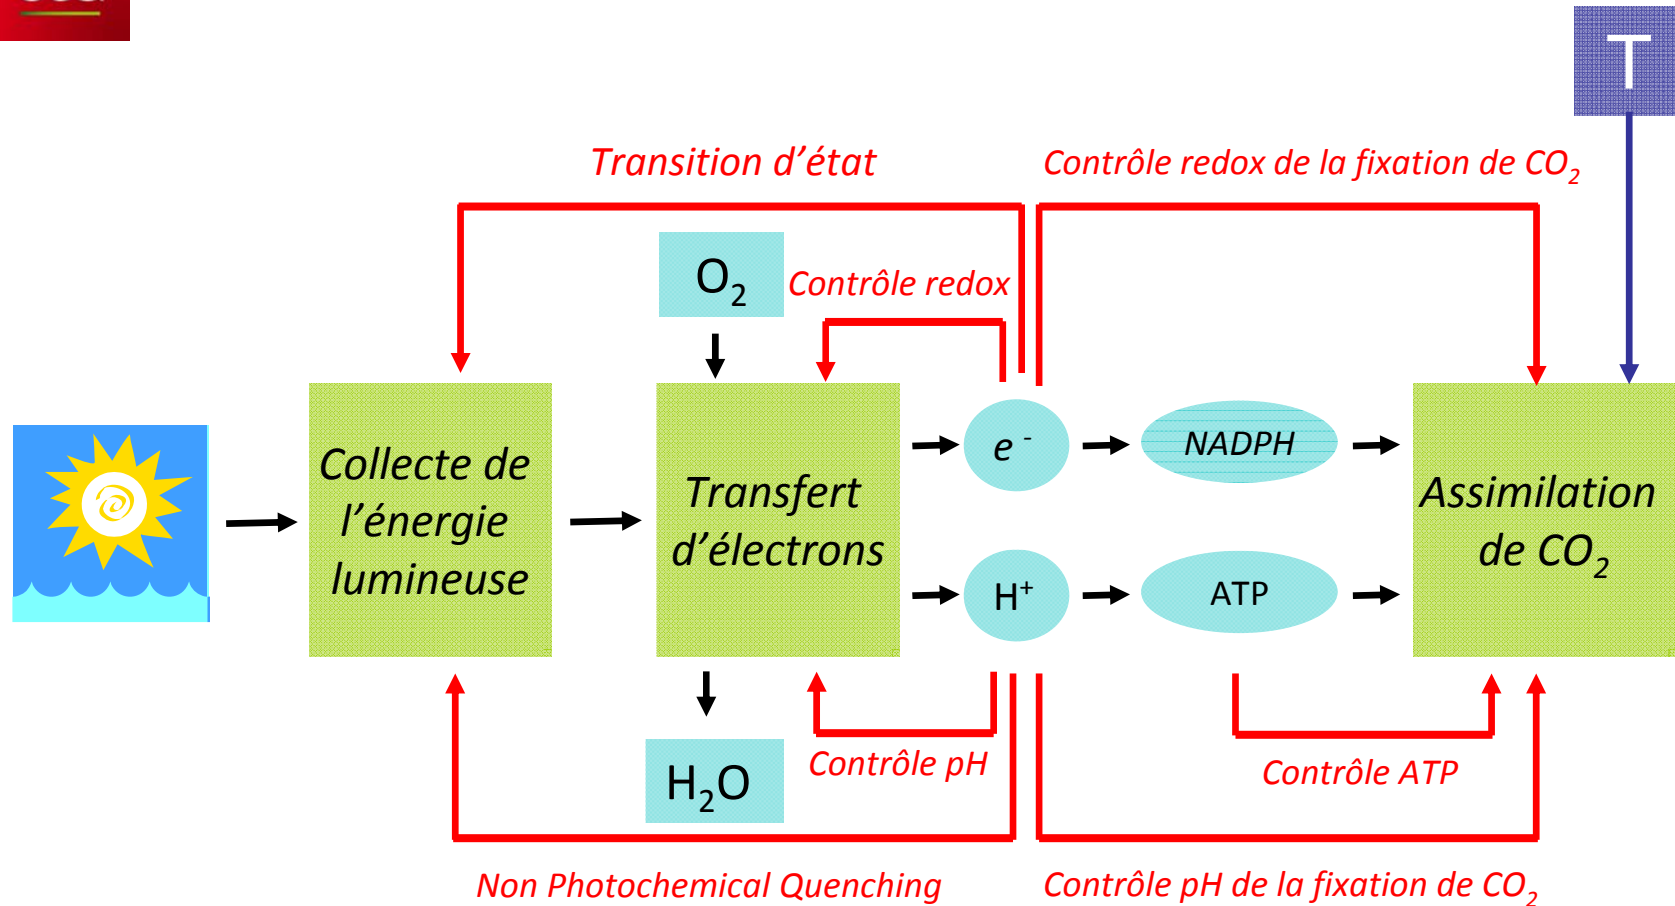 T
Transition d’état
Contrôle redox de la fixation de CO₂
O₂
Contrôle redox
Collecte de
l’énergie
lumineuse
Transfert
d’électrons
e⁻
NADPH
Assimilation
de CO₂
H⁺
ATP
H₂O
Contrôle pH
Contrôle ATP
Non Photochemical Quenching
Contrôle pH de la fixation de CO₂